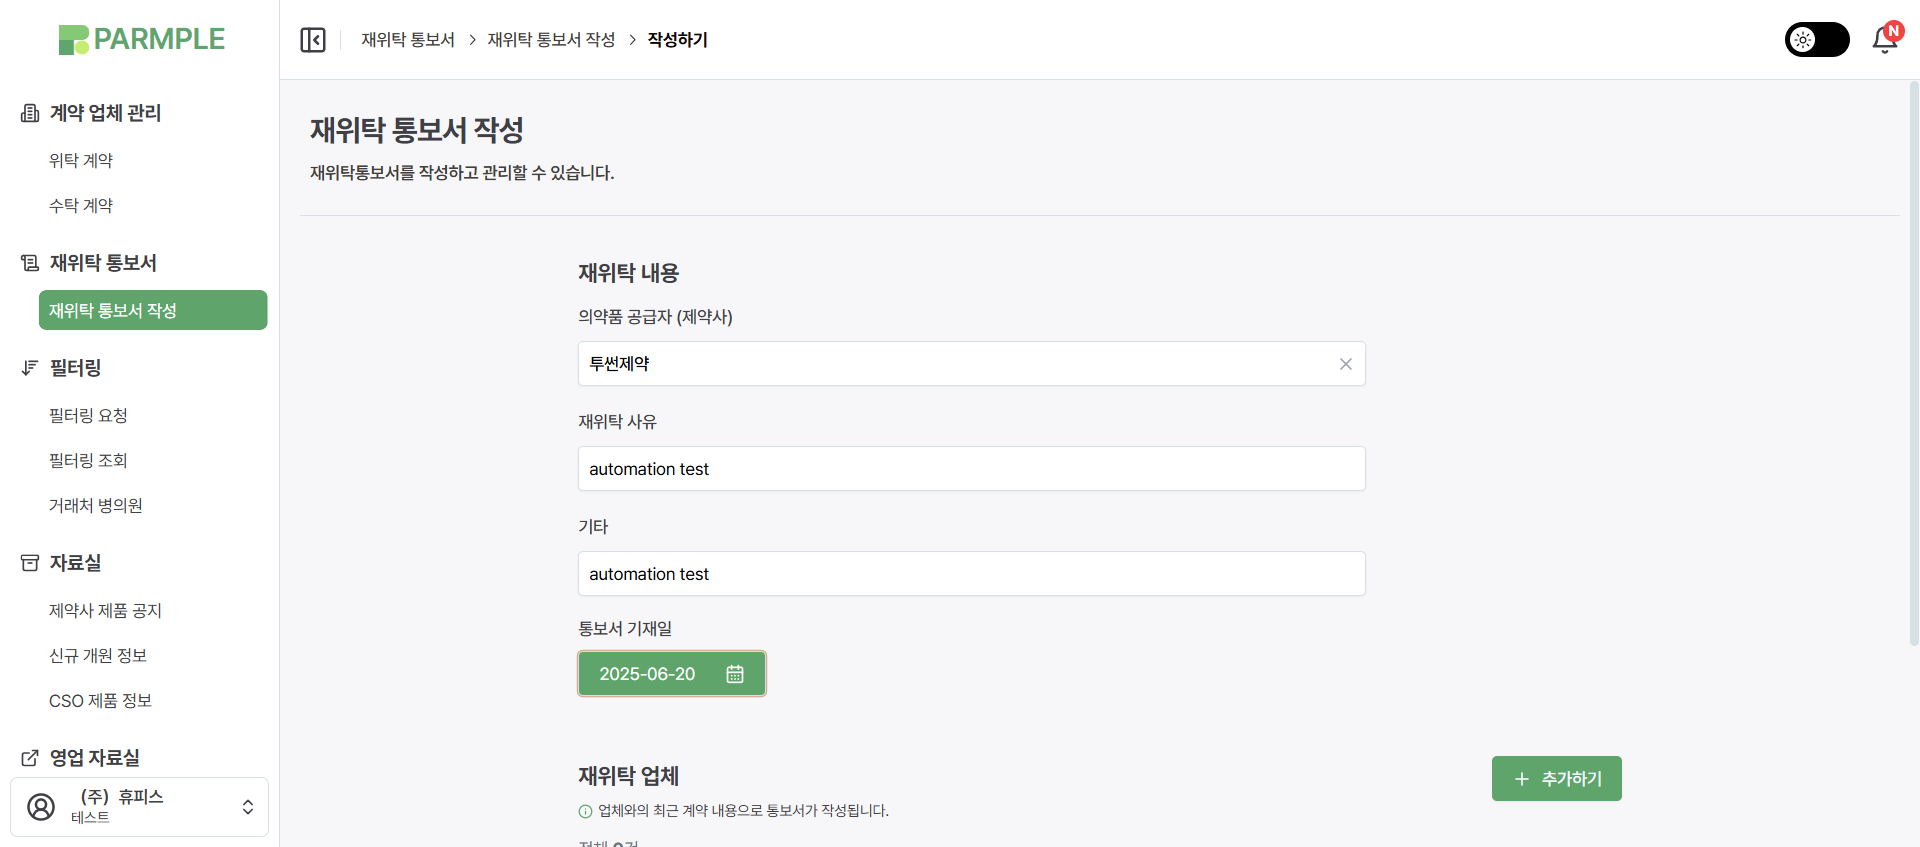 PARMPLE
계약 업체 관리
위탁 계약
수탁 계약
재위탁 통보서
재위탁 통보서 작성
필터링
필터링 요청
필터링 조회
거래처 병의원
자료실
제약사 제품 공지
신규 개원 정보
CSO 제품 정보
영업 자료실
(주) 휴피스
테스트
재위탁 통보서 > 재위탁 통보서 작성 > 작성하기
N
재위탁 통보서 작성
재위탁통보서를 작성하고 관리할 수 있습니다.
재위탁 내용
의약품 공급자 (제약사)
투썬제약
재위탁 사유
automation test
기타
automation test
통보서 기재일
2025-06-20
재위탁 업체
추가하기
업체와의 최근 계약 내용으로 통보서가 작성됩니다.